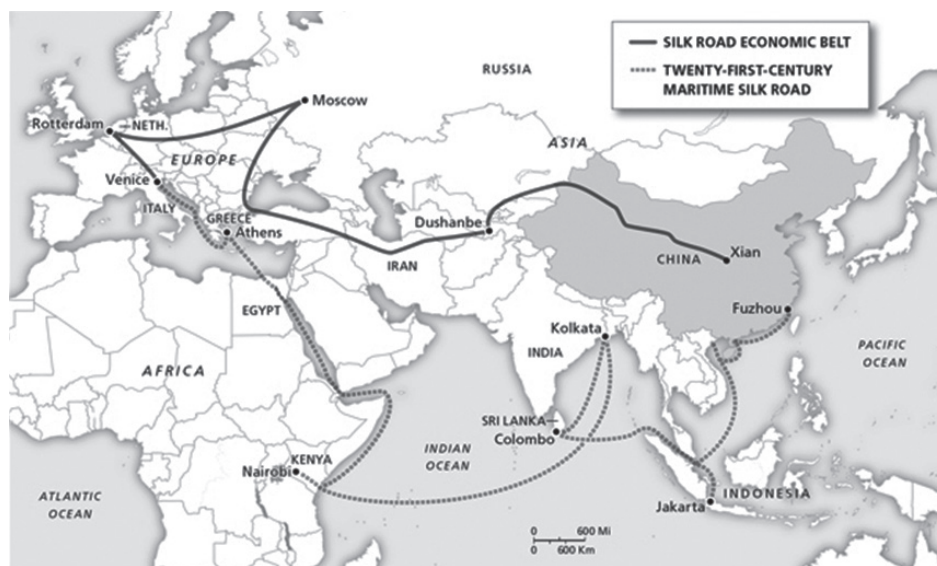 SILK ROAD ECONOMIC BELT
TWENTY-FIRST-CENTURY
MARITIME SILK ROAD
RUSSIA
Moscow
Rotterdam
NETH.
ASIA
EUROPE
Venice
ITALY
GREECE
Athens
Dushanbe
Xian
CHINA
IRAN
EGYPT
Fuzhou
Kolkata
INDIA
PACIFIC
OCEAN
AFRICA
SRI LANKA
Colombo
INDIAN
OCEAN
KENYA
Nairobi
ATLANTIC
OCEAN
INDONESIA
Jakarta
0 600 Mi
0 600 Km